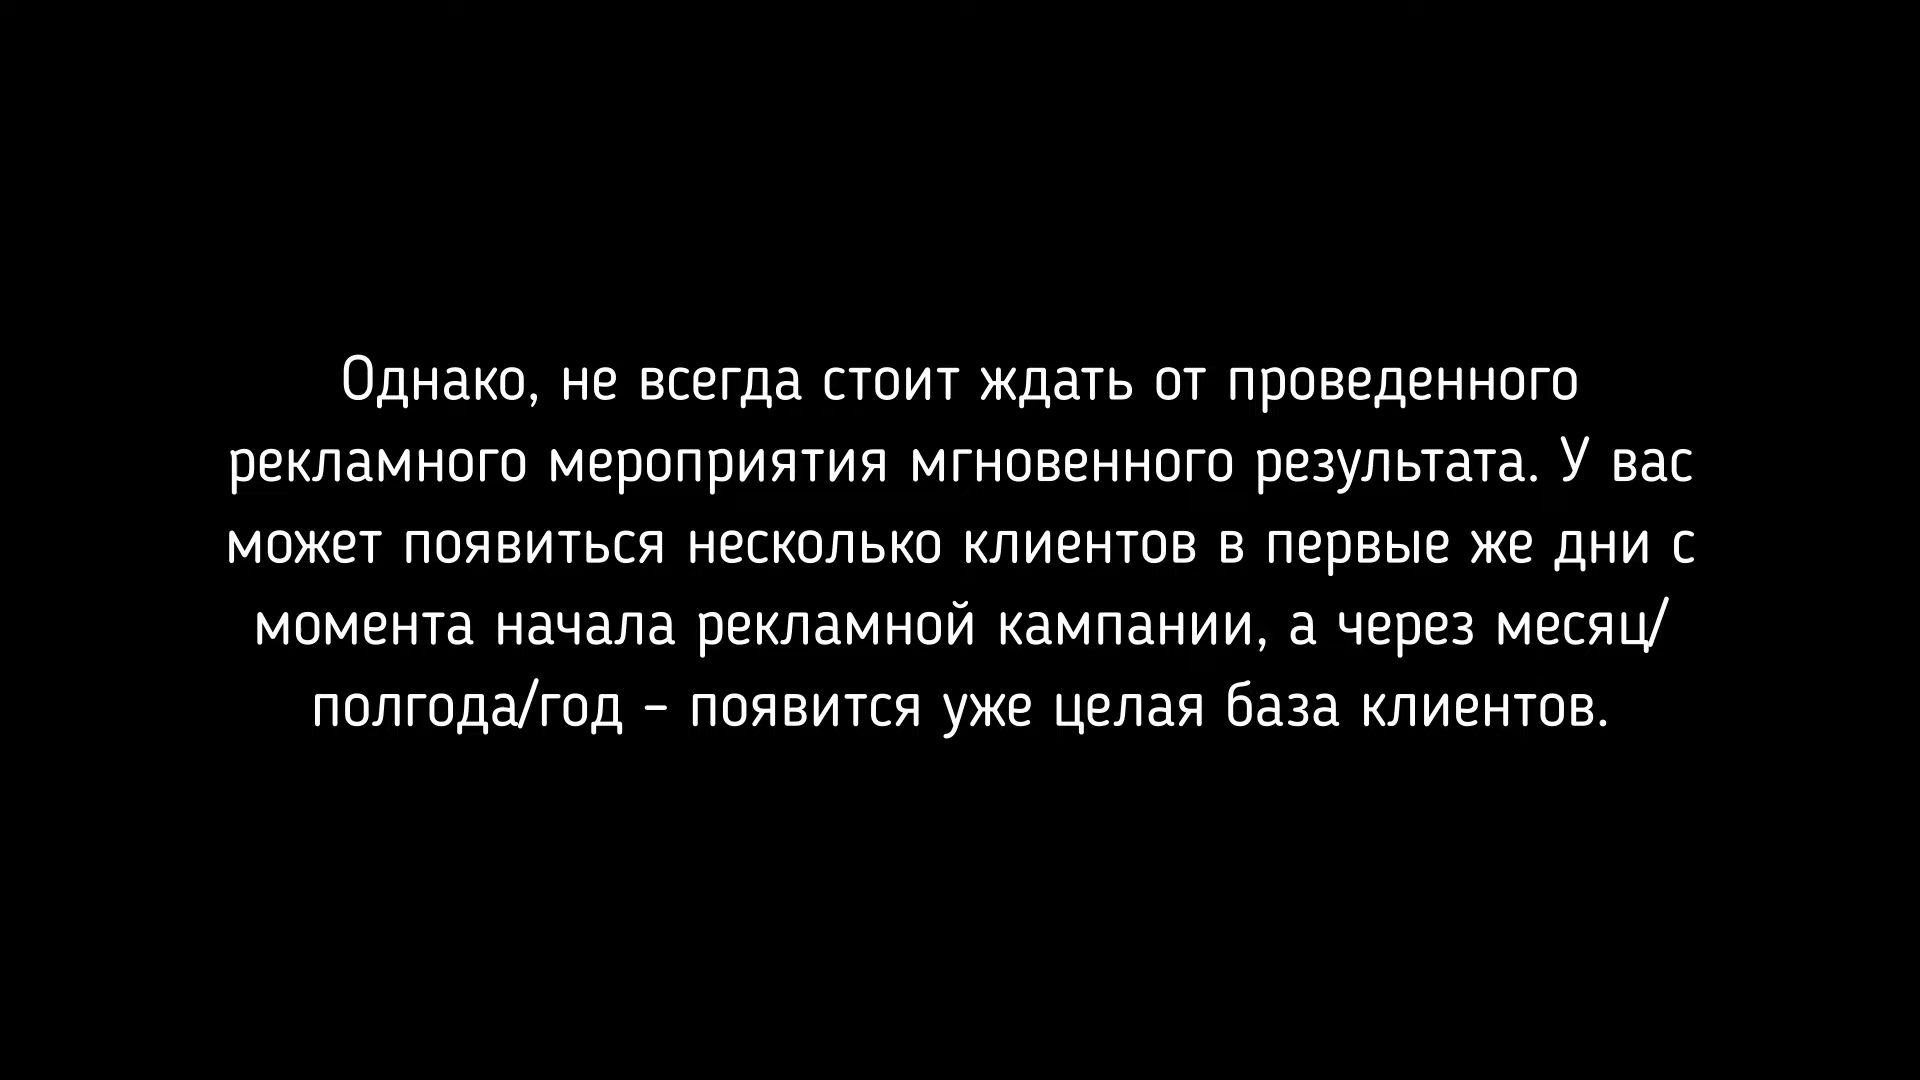 Однако, не всегда стоит ждать от проведенного
рекламного мероприятия мгновенного результата. У вас
может появиться несколько клиентов в первые же дни с
момента начала рекламной кампании, а через месяц/
полгода/год – появится уже целая база клиентов.